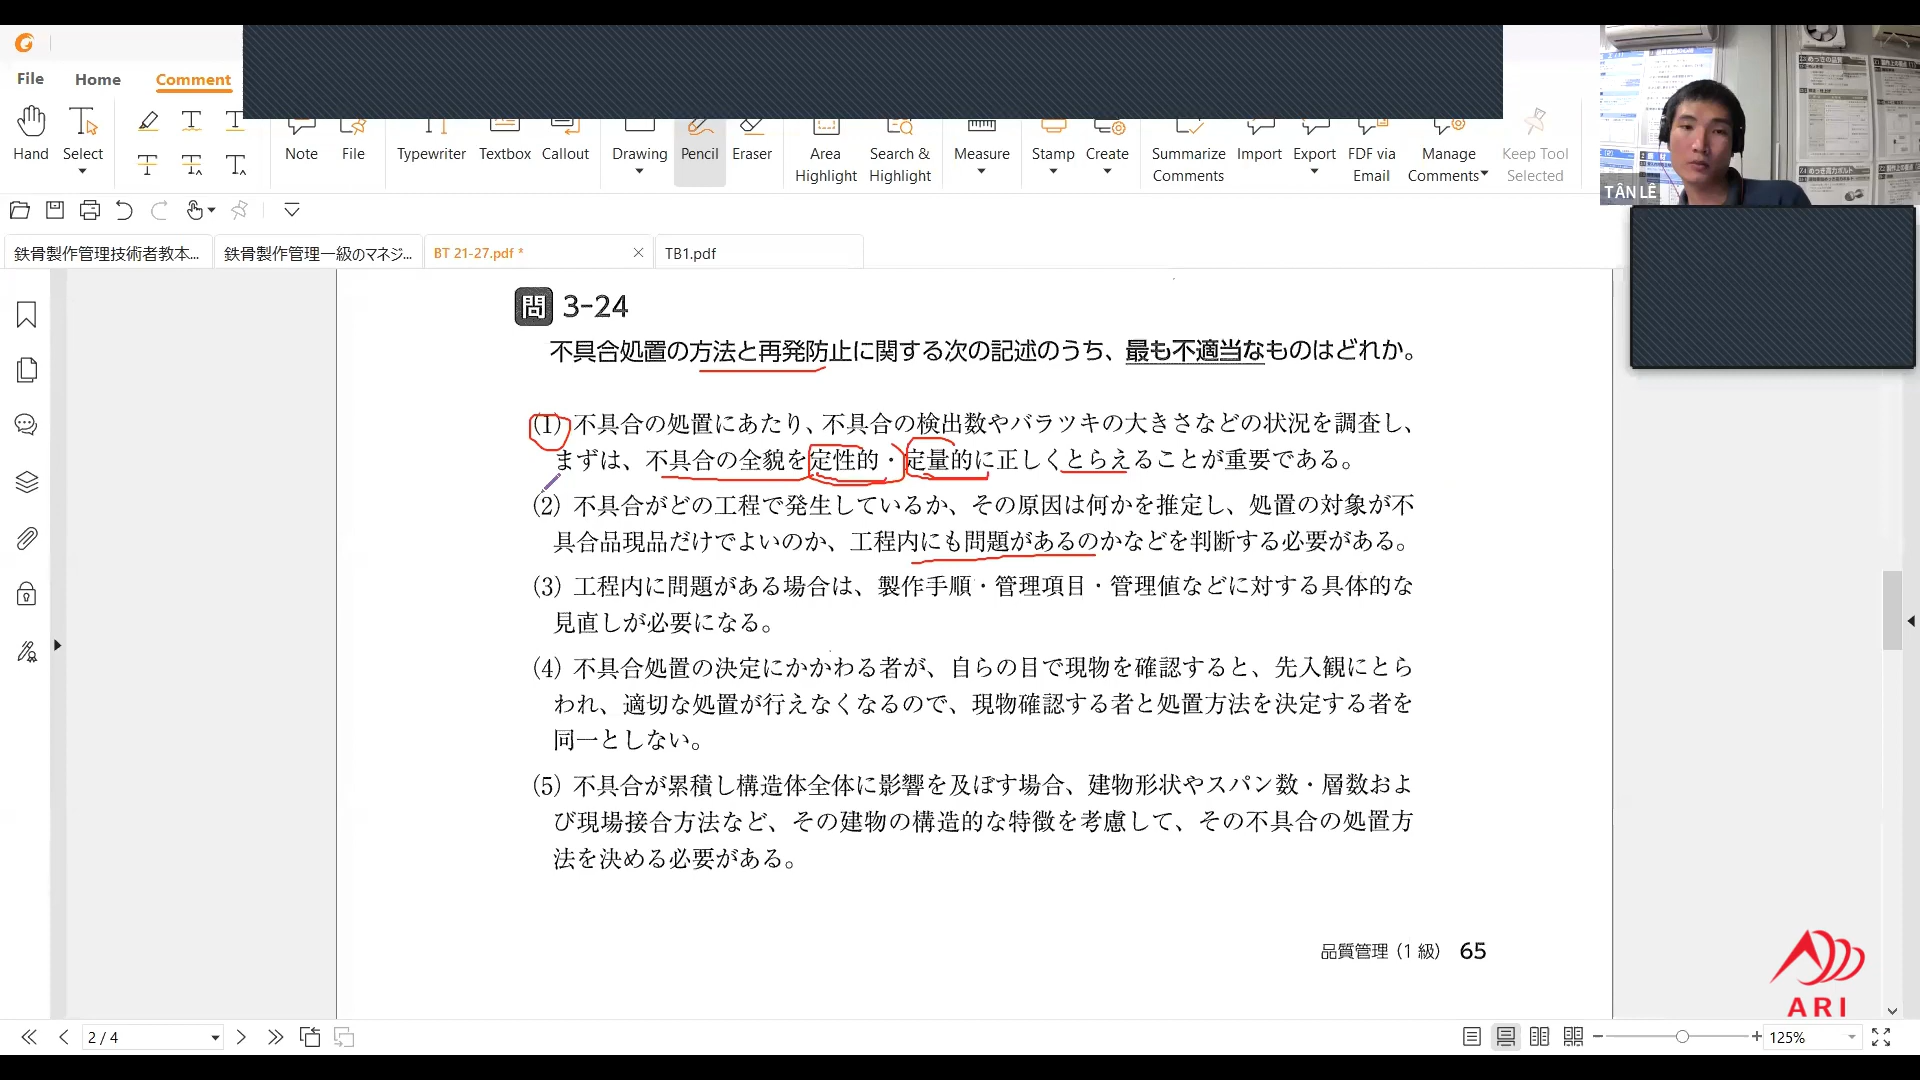 File Home Comment
Hand Select Note File Typewriter Textbox Callout Drawing Pencil Eraser Area Highlight Search & Highlight Measure Stamp Create Summarize Comments Import Export FDF via Email Manage Comments Keep Tool Selected
TÂN LÊ
鉄骨製作管理技術者教本... 鉄骨製作管理一級のマネジ... BT 21-27.pdf * TB1.pdf
問 3-24
不具合処置の方法と再発防止に関する次の記述のうち、最も不適当なものはどれか。
(1) 不具合の処置にあたり、不具合の検出数やバラツキの大きさなどの状況を調査し、
まずは、不具合の全貌を定性的・定量的に正しくとらえることが重要である。
(2) 不具合がどの工程で発生しているか、その原因は何かを推定し、処置の対象が不
具合品現品だけでよいのか、工程内にも問題があるのかなどを判断する必要がある。
(3) 工程内に問題がある場合は、製作手順・管理項目・管理値などに対する具体的な
見直しが必要になる。
(4) 不具合処置の決定にかかわる者が、自らの目で現物を確認すると、先入観にとら
われ、適切な処置が行えなくなるので、現物確認する者と処置方法を決定する者を
同一としない。
(5) 不具合が累積し構造体全体に影響を及ぼす場合、建物形状やスパン数・層数およ
び現場接合方法など、その建物の構造的な特徴を考慮して、その不具合の処置方
法を決める必要がある。
品質管理（1 級） 65
ARI
2 / 4 125%